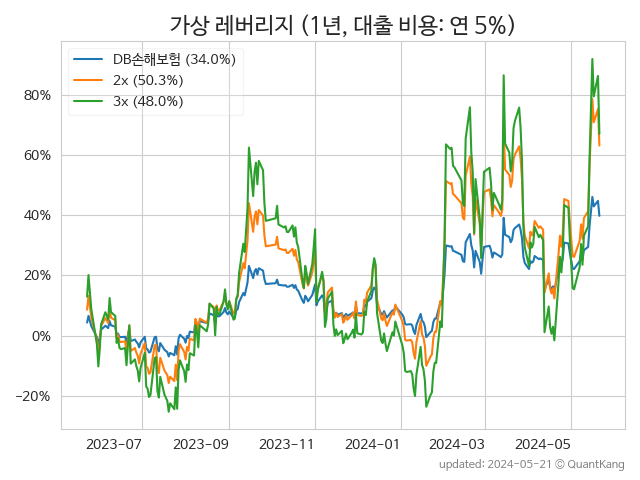 가상 레버리지 (1년, 대출 비용: 연 5%)
DB손해보험 (34.0%)
2x (50.3%)
3x (48.0%)
80%
60%
40%
20%
0%
−20%
2023-07 2023-09 2023-11 2024-01 2024-03 2024-05
updated: 2024-05-21 © QuantKang